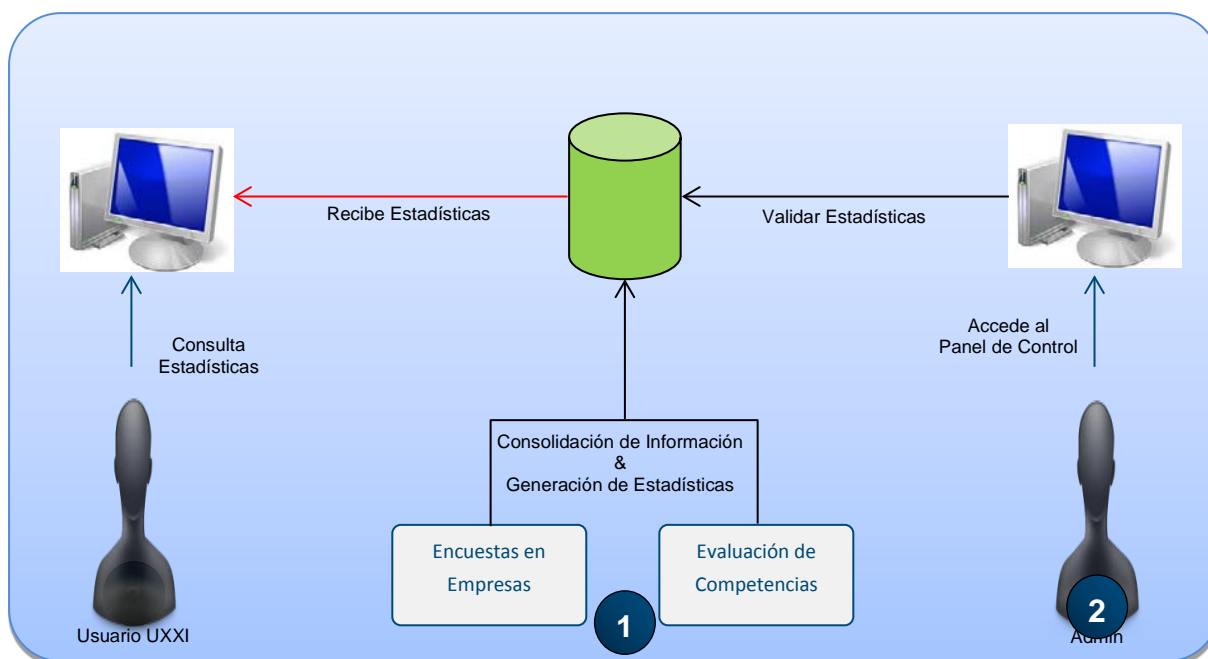 Recibe Estadísticas
Validar Estadísticas
Consulta
Estadísticas
Accede al
Panel de Control
Consolidación de Información
&
Generación de Estadísticas
Encuestas en
Empresas
Evaluación de
Competencias
1
2
Usuario UXXI
Admin